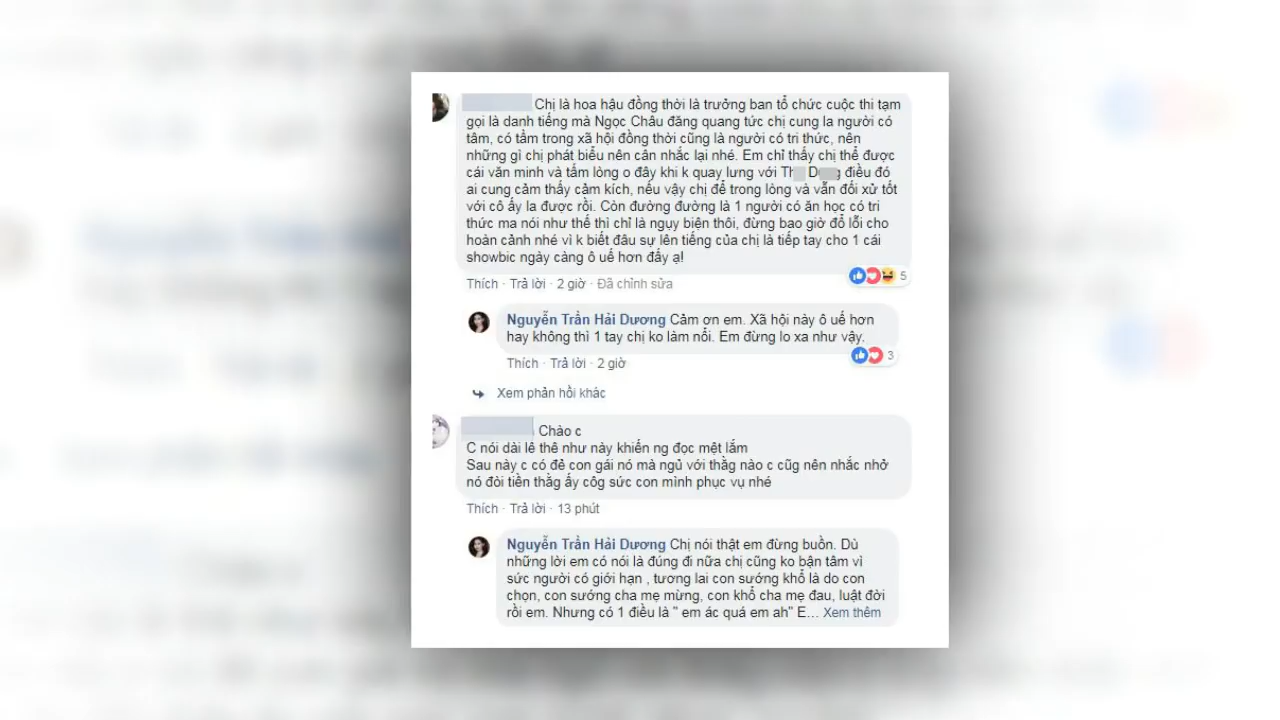 Chị là hoa hậu đồng thời là trưởng ban tổ chức cuộc thi tạm
gọi là danh tiếng mà Ngọc Châu đăng quang tức chị cung la người có
tâm, có tầm trong xã hội đồng thời cũng là người có tri thức, nên
những gì chị phát biểu nên cân nhắc lại nhé. Em chỉ thấy chị thể được
cái văn minh và tấm lòng o đây khi k quay lưng với Th D g điều đó
ai cung cảm thấy cảm kích, nếu vậy chị để trong lòng và vẫn đối xử tốt
với cô ấy la được rồi. Còn đường đường là 1 người có ăn học có tri
thức ma nói như thế thì chỉ là ngụy biện thôi, đừng bao giờ đổ lỗi cho
hoàn cảnh nhé vì k biết đâu sự lên tiếng của chị là tiếp tay cho 1 cái
showbic ngày càng ô uế hơn đấy ạ!
Thích · Trả lời · 2 giờ · Đã chỉnh sửa
5
Nguyễn Trần Hải Dương Cảm ơn em. Xã hội này ô uế hơn
hay không thì 1 tay chị ko làm nổi. Em đừng lo xa như vậy.
3
Thích · Trả lời · 2 giờ
Xem phản hồi khác
Chào c
C nói dài lê thê như này khiến ng đọc mệt lắm
Sau này c có đẻ con gái nó mà ngủ với thằg nào c cũg nên nhắc nhở
nó đòi tiền thằg ấy côg sức con mình phục vụ nhé
Thích · Trả lời · 13 phút
Nguyễn Trần Hải Dương Chị nói thật em đừng buồn. Dù
những lời em có nói là đúng đi nữa chị cũng ko bận tâm vì
sức người có giới hạn , tương lai con sướng khổ là do con
chọn, con sướng cha mẹ mừng, con khổ cha mẹ đau, luật đời
rồi em. Nhưng có 1 điều là " em ác quá em ah" E... Xem thêm